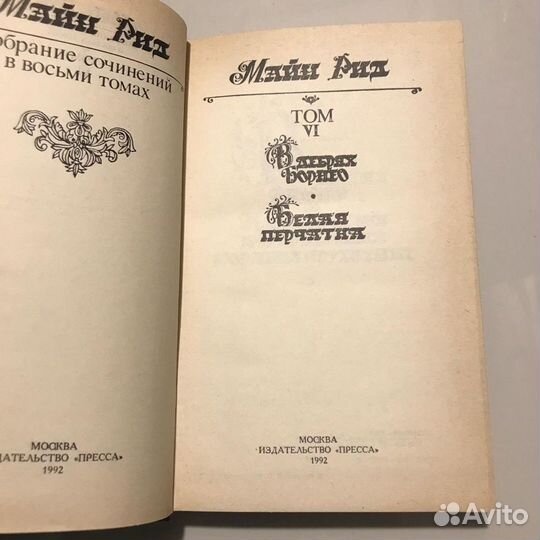 Майн Рид
обрание сочинений
в восьми томах
МОСКВА
ДАТЕЛЬСТВО «ПРЕССА»
1992
Майн Рид
ТОМ
VI
В дебрях
Борнео
Белая
перчатка
МОСКВА
ИЗДАТЕЛЬСТВО «ПРЕССА»
1992
Avito